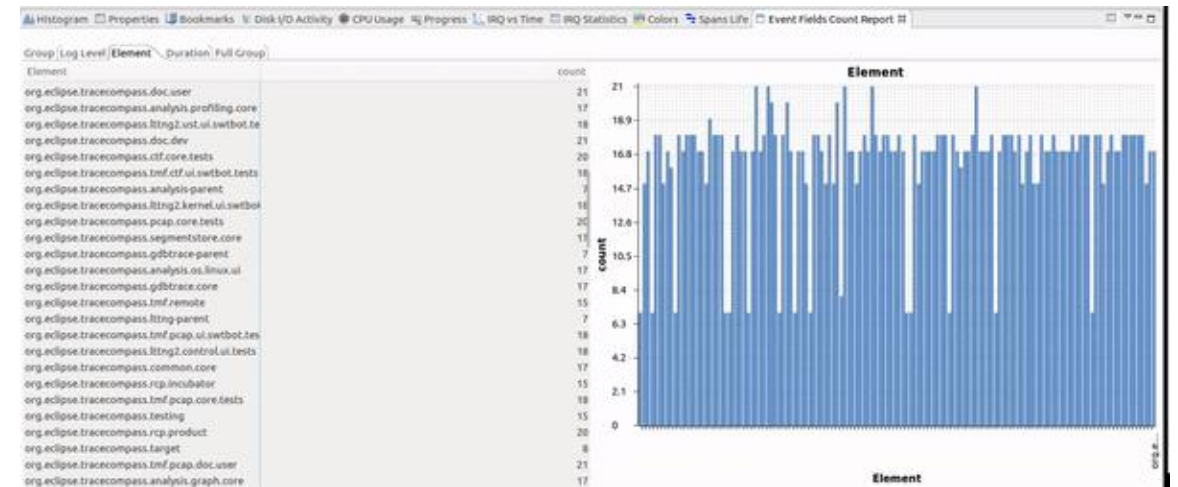 Histogram Properties Bookmarks Disk I/O Activity CPU Usage Progress IRQ vs Time IRQ Statistics Colors Spans Life Event Fields Count Report
Group Log Level Element Duration Full Group
Element count
org.eclipse.tracecompass.doc.user 21
org.eclipse.tracecompass.analysis.profiling.core 17
org.eclipse.tracecompass.lttng2.ust.ui.swtbot.te 18
org.eclipse.tracecompass.doc.dev 21
org.eclipse.tracecompass.ctf.core.tests 20
org.eclipse.tracecompass.tmf.ctf.ui.swtbot.tests 18
org.eclipse.tracecompass.analysis-parent 7
org.eclipse.tracecompass.lttng2.kernel.ui.swtbot
org.eclipse.tracecompass.pcap.core.tests 20
org.eclipse.tracecompass.segmentstore.core
org.eclipse.tracecompass.gdbtrace-parent 7
org.eclipse.tracecompass.analysis.os.linux.ui 17
org.eclipse.tracecompass.gdbtrace.core 17
org.eclipse.tracecompass.tmf.remote 15
org.eclipse.tracecompass.lttng-parent 7
org.eclipse.tracecompass.tmf.pcap.ui.swtbot.tes 18
org.eclipse.tracecompass.lttng2.control.ui.tests 18
org.eclipse.tracecompass.common.core 17
org.eclipse.tracecompass.rcp.incubator 15
org.eclipse.tracecompass.tmf.pcap.core.tests 18
org.eclipse.tracecompass.testing 15
org.eclipse.tracecompass.rcp.product 20
org.eclipse.tracecompass.target 8
org.eclipse.tracecompass.tmf.pcap.doc.user 21
org.eclipse.tracecompass.analysis.graph.core 17
Element
21
18.9
16.8
14.7
12.6
10.5
8.4
6.3
4.2
2.1
0
count
org.e...
Element